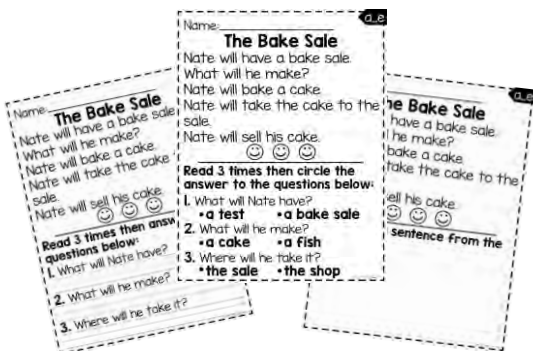 Name:
The Bake Sale
Nate will have a bake sale.
What will he make?
Nate will bake a cake.
Nate will take the cake
sale.
Nate will sell his cake.
Read 3 times then answ
questions below:
1. What will Nate have?
2. What will he make?
3. Where will he take it?
a_e
Name:
The Bake Sale
Nate will have a bake sale.
What will he make?
Nate will bake a cake.
Nate will take the cake to the
sale.
Nate will sell his cake.
Read 3 times then circle the
answer to the questions below:
1. What will Nate have?
•a test •a bake sale
2. What will he make?
•a cake •a fish
3. Where will he take it?
•the sale •the shop
a_e
he Bake Sale
have a bake sale.
he make?
bake a cake.
take the cake to the
ell his cake.
sentence from the